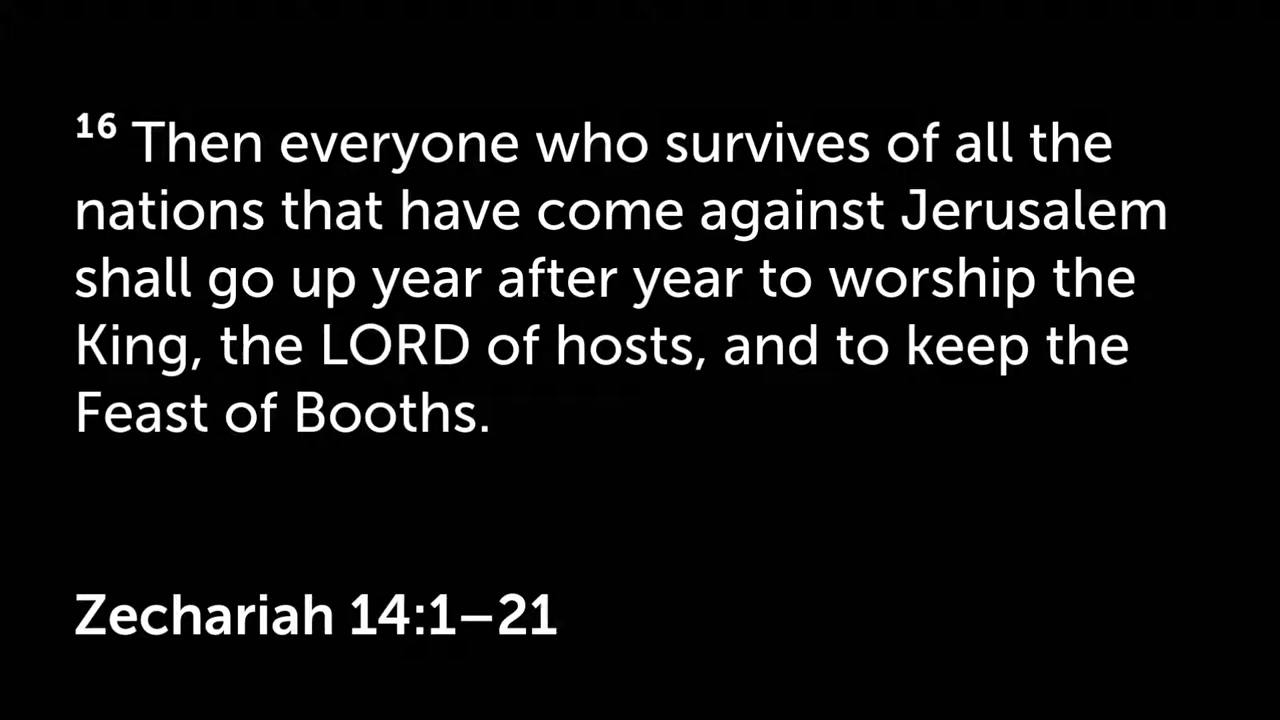 16 Then everyone who survives of all the
nations that have come against Jerusalem
shall go up year after year to worship the
King, the LORD of hosts, and to keep the
Feast of Booths.
Zechariah 14:1–21